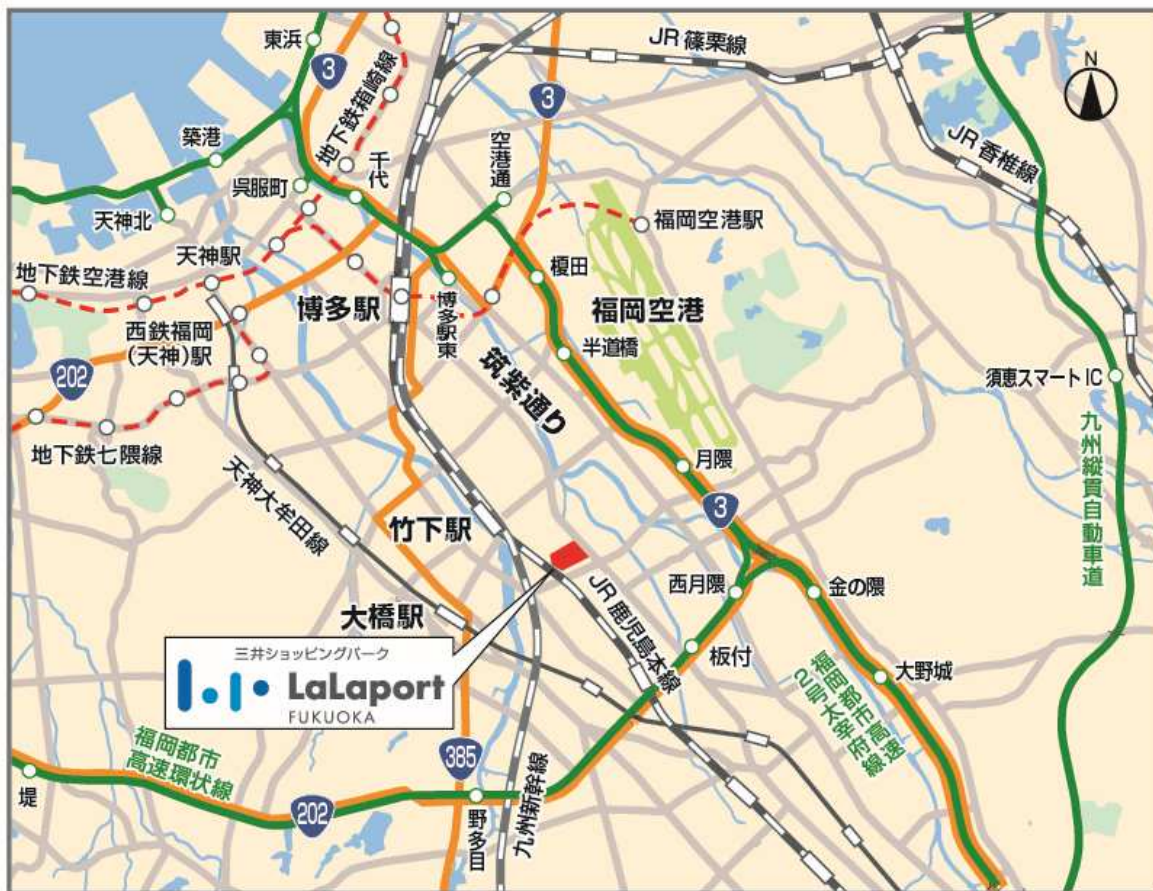 東浜
3
地下鉄箱崎線
JR篠栗線
N
3
築港
千代
空港通
JR香椎線
呉服町
天神北
天神駅
福岡空港駅
地下鉄空港線
榎田
博多駅
博多駅東
福岡空港
西鉄福岡
(天神)駅
半道橋
202
筑紫通り
須恵スマートIC
地下鉄七隈線
九州縦貫自動車道
月隈
天神大牟田線
3
竹下駅
西月隈
金の隈
大橋駅
JR鹿児島本線
三井ショッピングパーク
LaLaport
FUKUOKA
板付
大野城
福岡都市高速
2号太宰府線
福岡都市
高速環状線
385
堤
202
野多目
九州新幹線